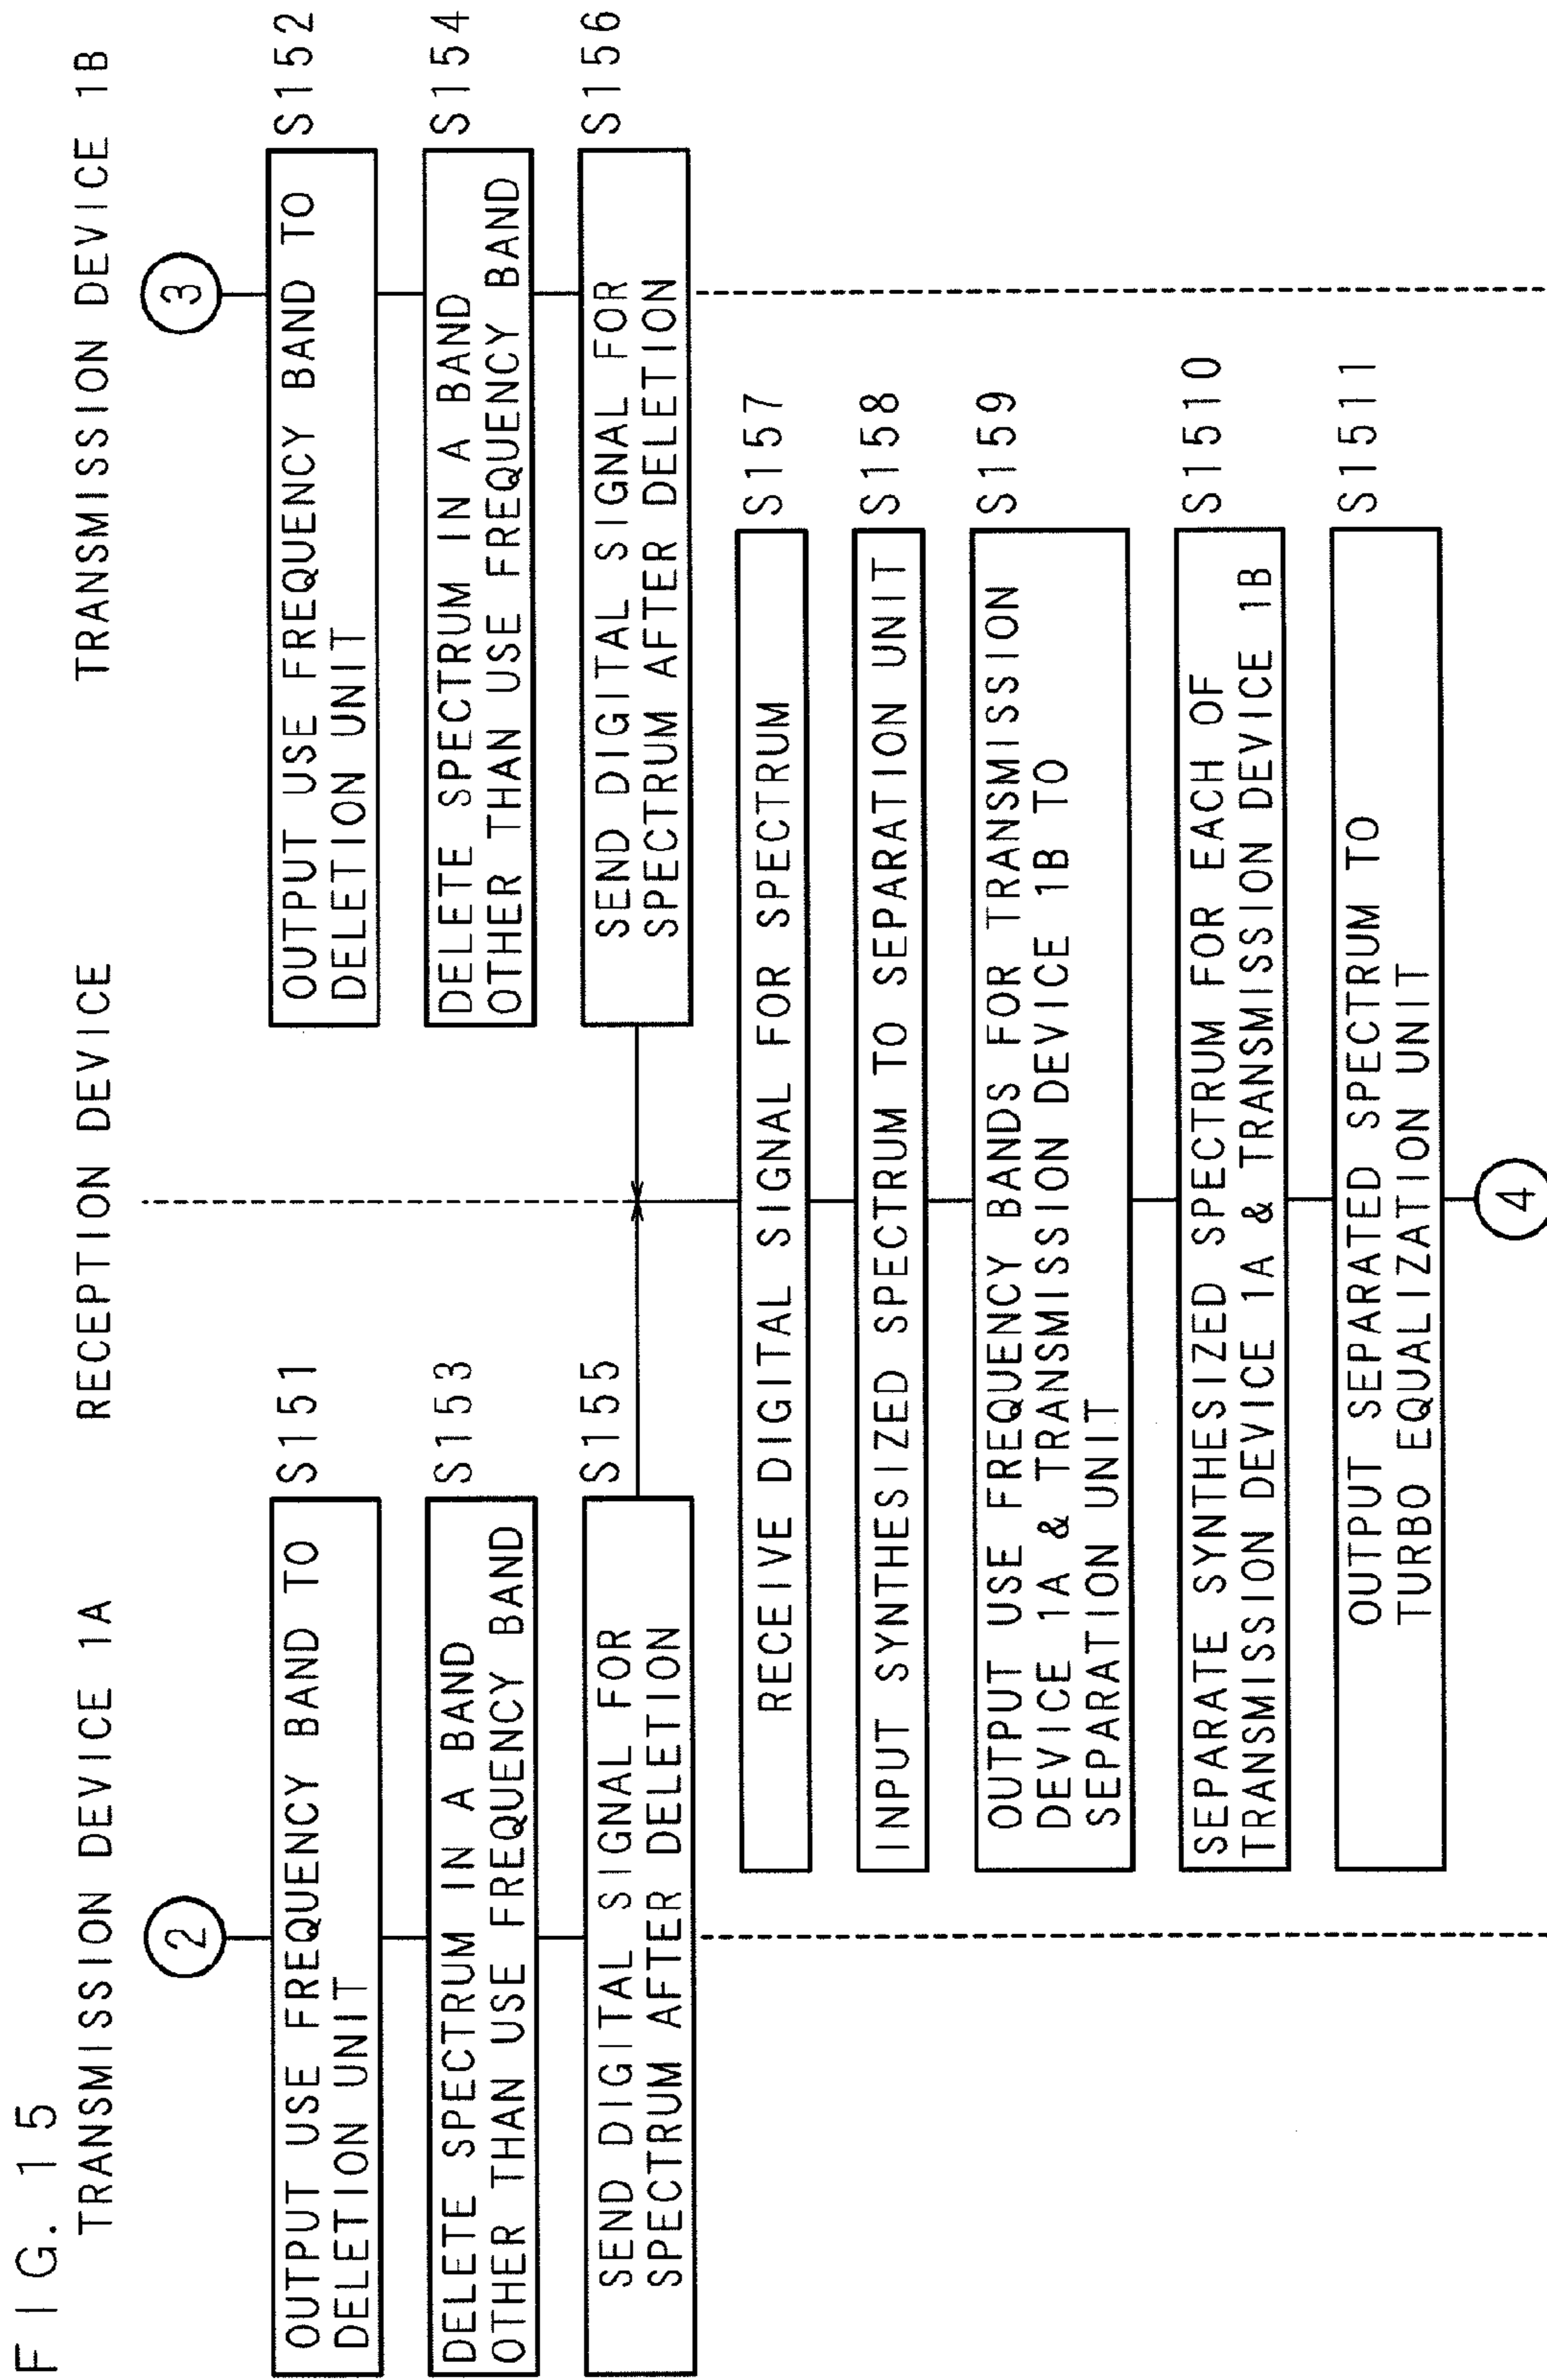 FIG. 15
TRANSMISSION DEVICE 1A
RECEPTION DEVICE
TRANSMISSION DEVICE 1B
2
3
OUTPUT USE FREQUENCY BAND TO
DELETION UNIT
S151
OUTPUT USE FREQUENCY BAND TO
DELETION UNIT
S152
DELETE SPECTRUM IN A BAND
OTHER THAN USE FREQUENCY BAND
S153
DELETE SPECTRUM IN A BAND
OTHER THAN USE FREQUENCY BAND
S154
SEND DIGITAL SIGNAL FOR
SPECTRUM AFTER DELETION
S155
SEND DIGITAL SIGNAL FOR
SPECTRUM AFTER DELETION
S156
RECEIVE DIGITAL SIGNAL FOR SPECTRUM
S157
INPUT SYNTHESIZED SPECTRUM TO SEPARATION UNIT
S158
OUTPUT USE FREQUENCY BANDS FOR TRANSMISSION
DEVICE 1A & TRANSMISSION DEVICE 1B TO
SEPARATION UNIT
S159
SEPARATE SYNTHESIZED SPECTRUM FOR EACH OF
TRANSMISSION DEVICE 1A & TRANSMISSION DEVICE 1B
S1510
OUTPUT SEPARATED SPECTRUM TO
TURBO EQUALIZATION UNIT
S1511
4